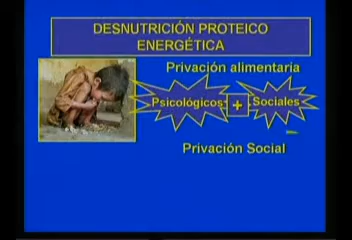 DESNUTRICIÓN PROTEICO
ENERGÉTICA
Privación alimentaria
Psicológicos + Sociales
Privación Social